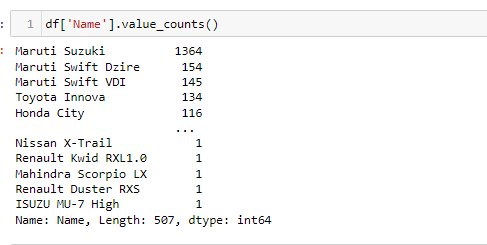 1 df['Name'].value_counts()
Maruti Suzuki 1364
Maruti Swift Dzire 154
Maruti Swift VDI 145
Toyota Innova 134
Honda City 116
...
Nissan X-Trail 1
Renault Kwid RXL1.0 1
Mahindra Scorpio LX 1
Renault Duster RXS 1
ISUZU MU-7 High 1
Name: Name, Length: 507, dtype: int64